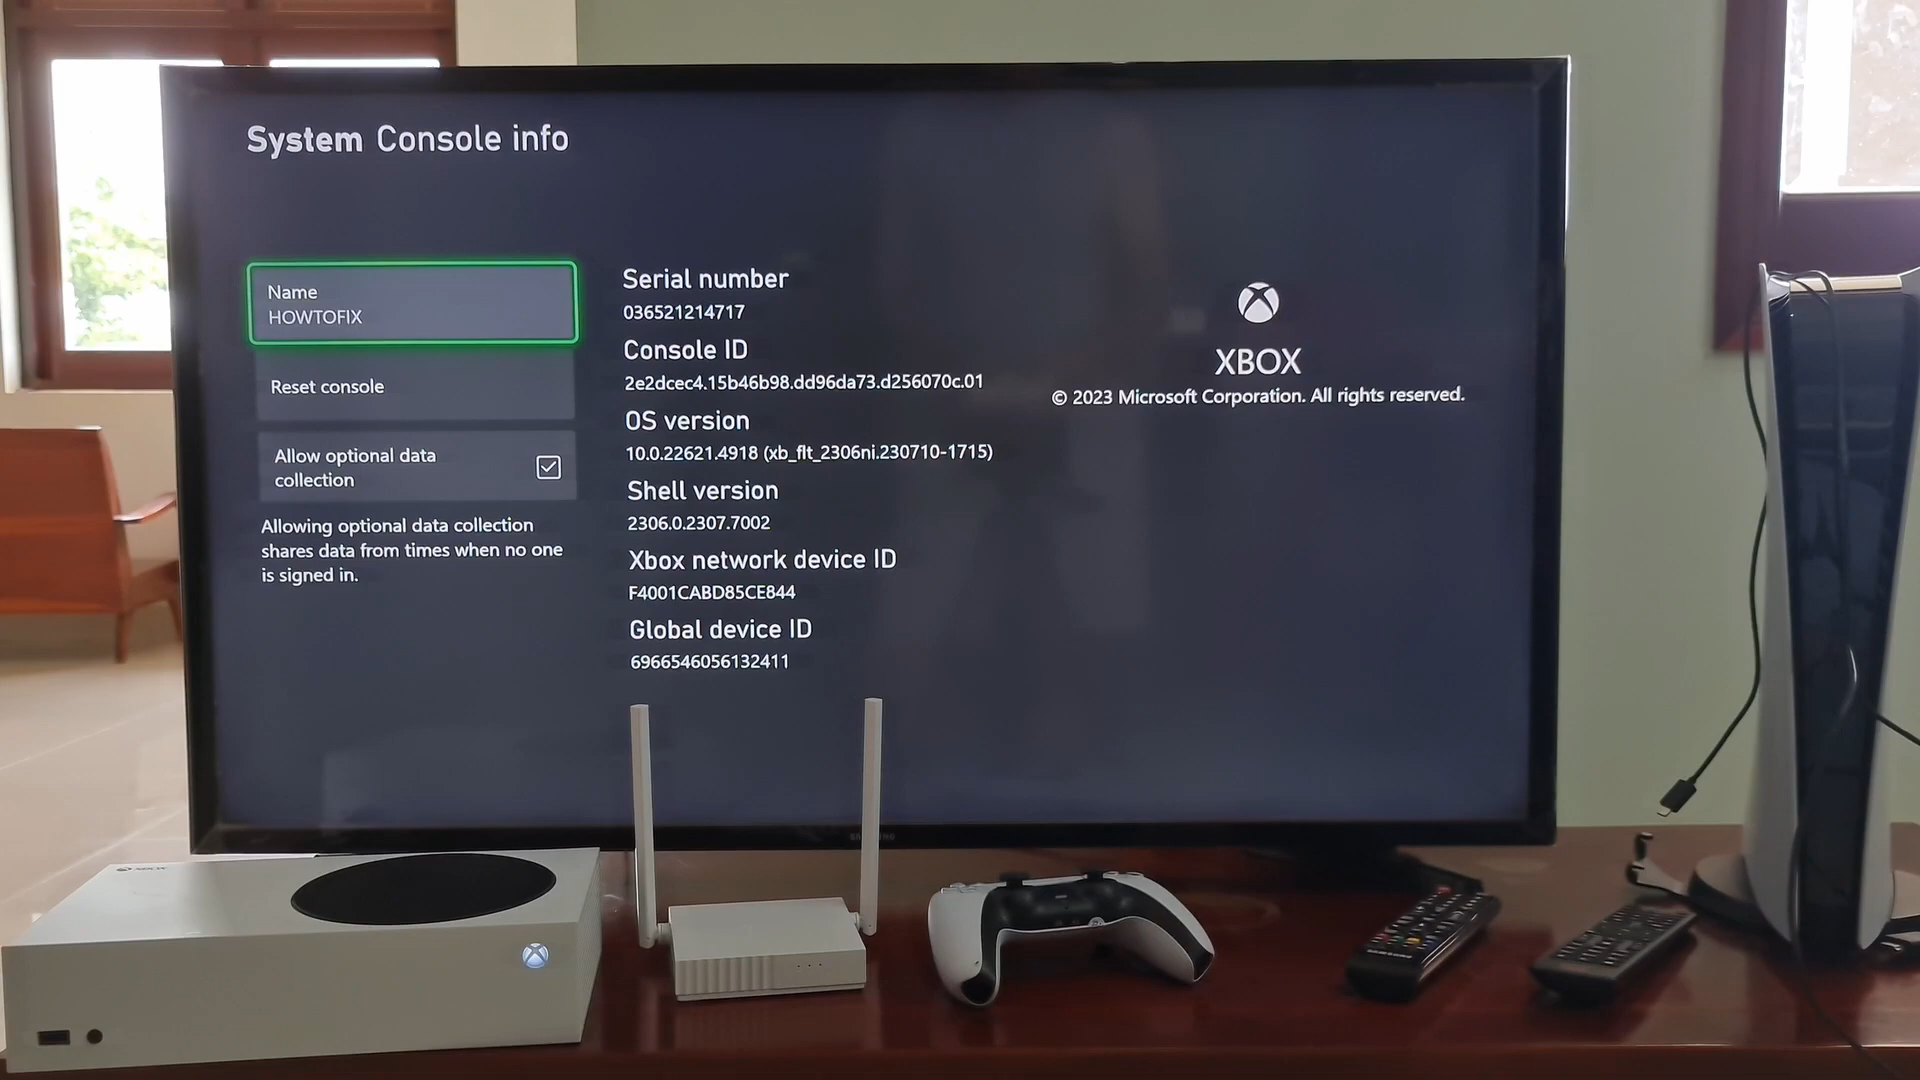 System Console info
Name
HOWTOFIX
Reset console
Allow optional data
collection
Allowing optional data collection
shares data from times when no one
is signed in.
Serial number
036521214717
Console ID
2e2dcec4.15b46b98.dd96da73.d256070c.01
OS version
10.0.22621.4918 (xb_flt_2306ni.230710-1715)
Shell version
2306.0.2307.7002
Xbox network device ID
F4001CABD85CE844
Global device ID
6966546056132411
XBOX
© 2023 Microsoft Corporation. All rights reserved.
SAMSUNG
XBOX
SAMSUNG